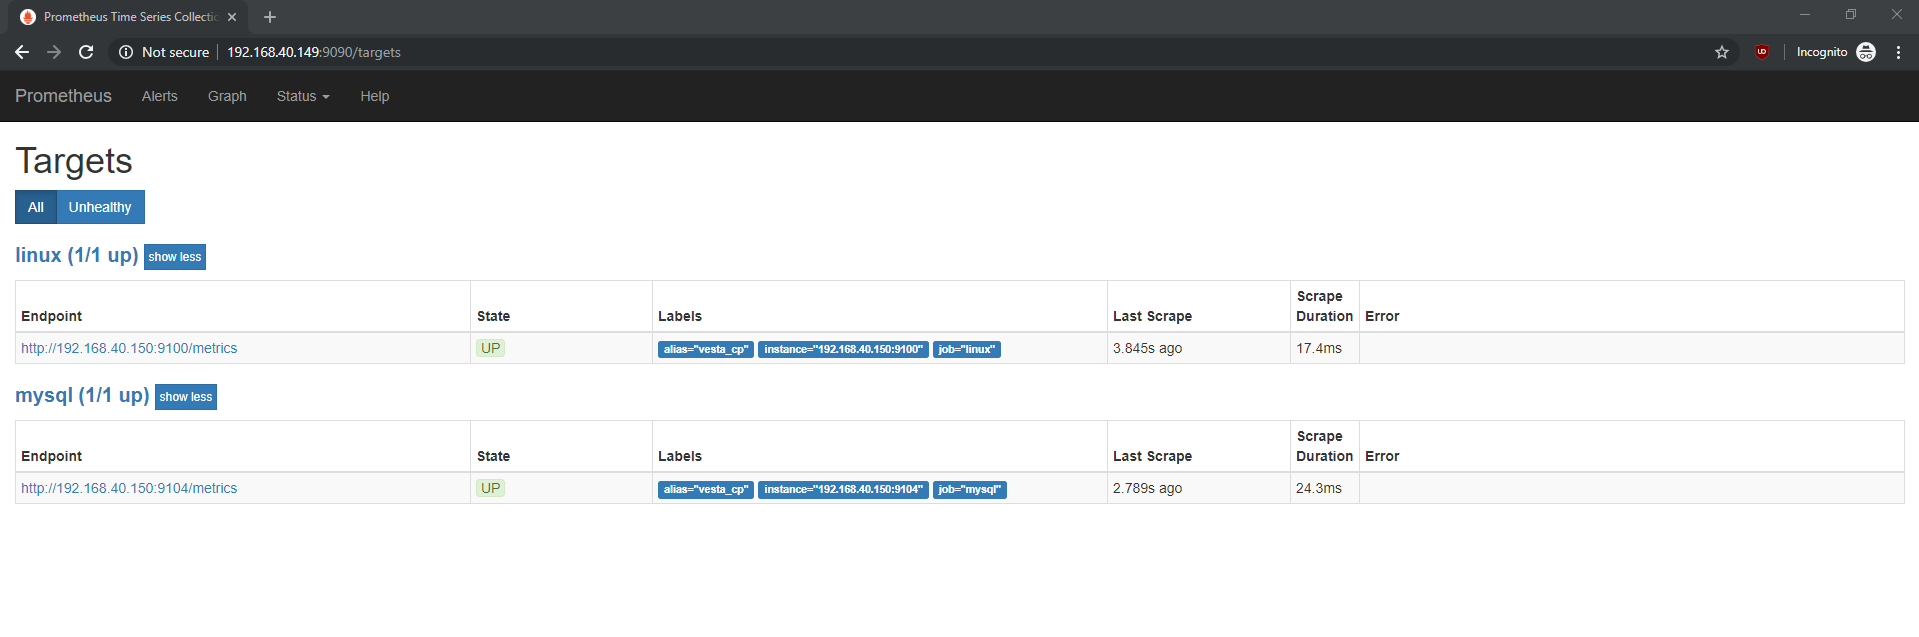 Prometheus Time Series Collectio
Not secure 192.168.40.149:9090/targets
Incognito
Prometheus Alerts Graph Status Help
Targets
All Unhealthy
linux (1/1 up) show less
Endpoint State Labels Last Scrape Scrape Duration Error
http://192.168.40.150:9100/metrics UP alias="vesta_cp" instance="192.168.40.150:9100" job="linux" 3.845s ago 17.4ms
mysql (1/1 up) show less
Endpoint State Labels Last Scrape Scrape Duration Error
http://192.168.40.150:9104/metrics UP alias="vesta_cp" instance="192.168.40.150:9104" job="mysql" 2.789s ago 24.3ms